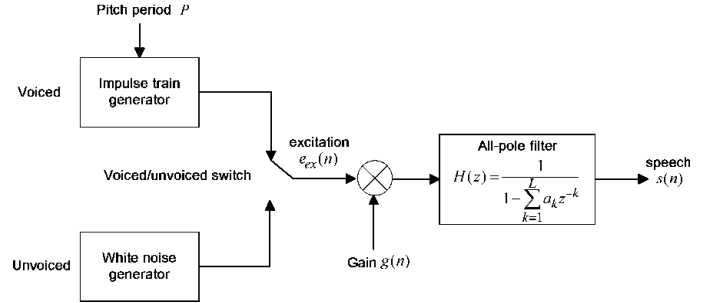 Pitch period P
Voiced
Impulse train
generator
excitation
e_ex(n)
Voiced/unvoiced switch
All-pole filter
H(z) = 1 / (1 - \sum_{k=1}^{L} a_k z^{-k})
speech
s(n)
Unvoiced
White noise
generator
Gain g(n)